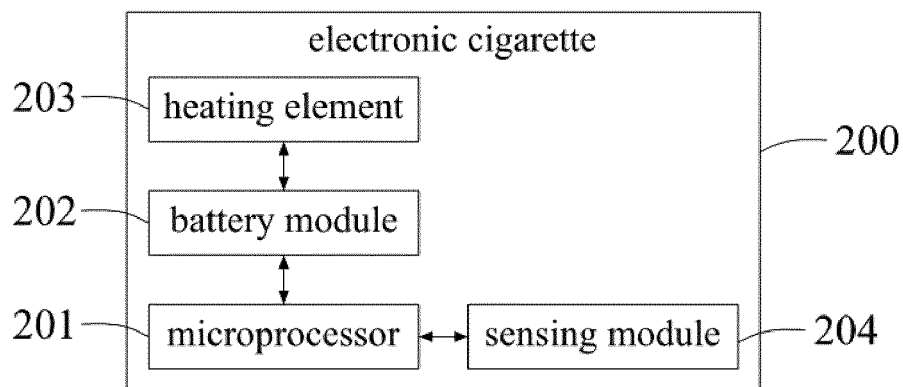 electronic cigarette
203
heating element
200
202
battery module
201
microprocessor
sensing module
204